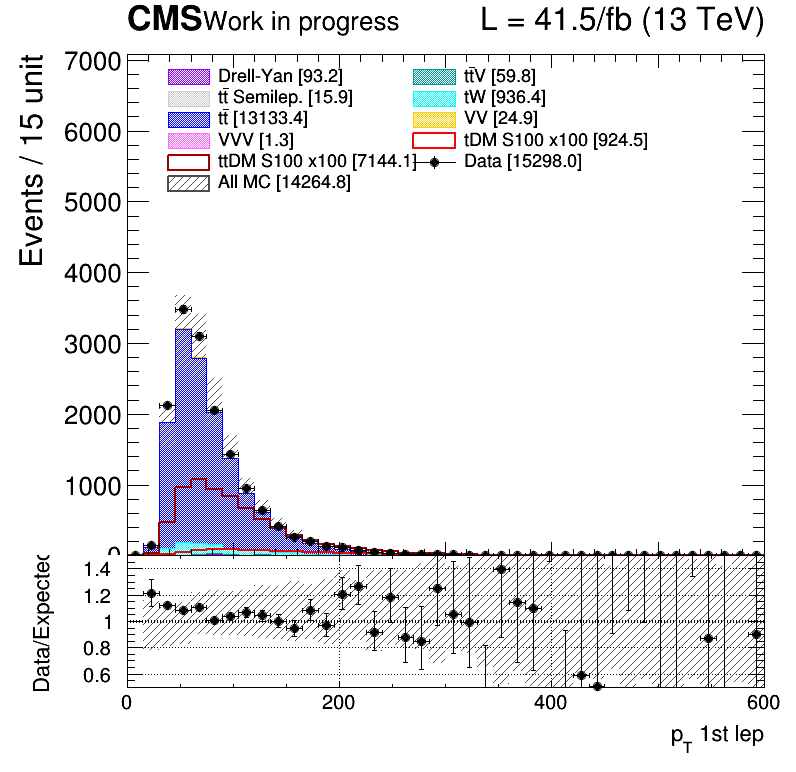 CMS Work in progress L = 41.5/fb (13 TeV)
Events / 15 unit
7000
6000
5000
4000
3000
2000
1000
0
Drell-Yan [93.2]
tt̄V [59.8]
tt̄ Semilep. [15.9]
tW [936.4]
tt̄ [13133.4]
VV [24.9]
VVV [1.3]
tDM S100 x100 [924.5]
ttDM S100 x100 [7144.1]
Data [15298.0]
All MC [14264.8]
Data/Expected
1.4
1.2
1
0.8
0.6
0 200 400 600
p_T 1st lep